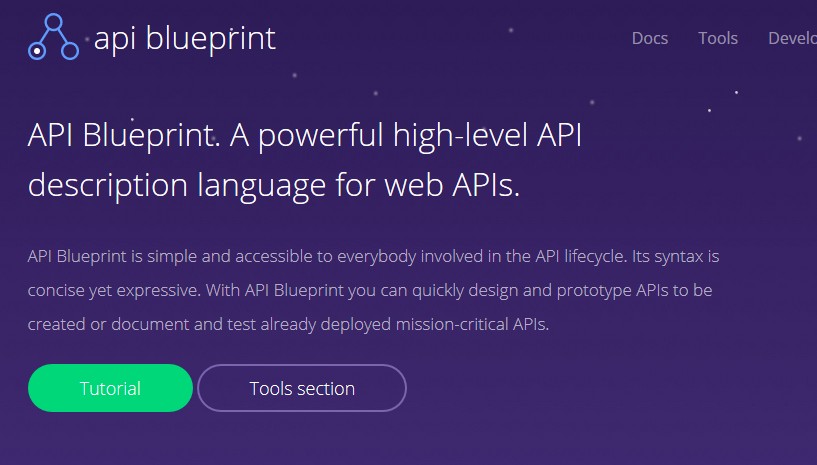 api blueprint
Docs Tools Develo
API Blueprint. A powerful high-level API
description language for web APIs.
API Blueprint is simple and accessible to everybody involved in the API lifecycle. Its syntax is
concise yet expressive. With API Blueprint you can quickly design and prototype APIs to be
created or document and test already deployed mission-critical APIs.
Tutorial Tools section